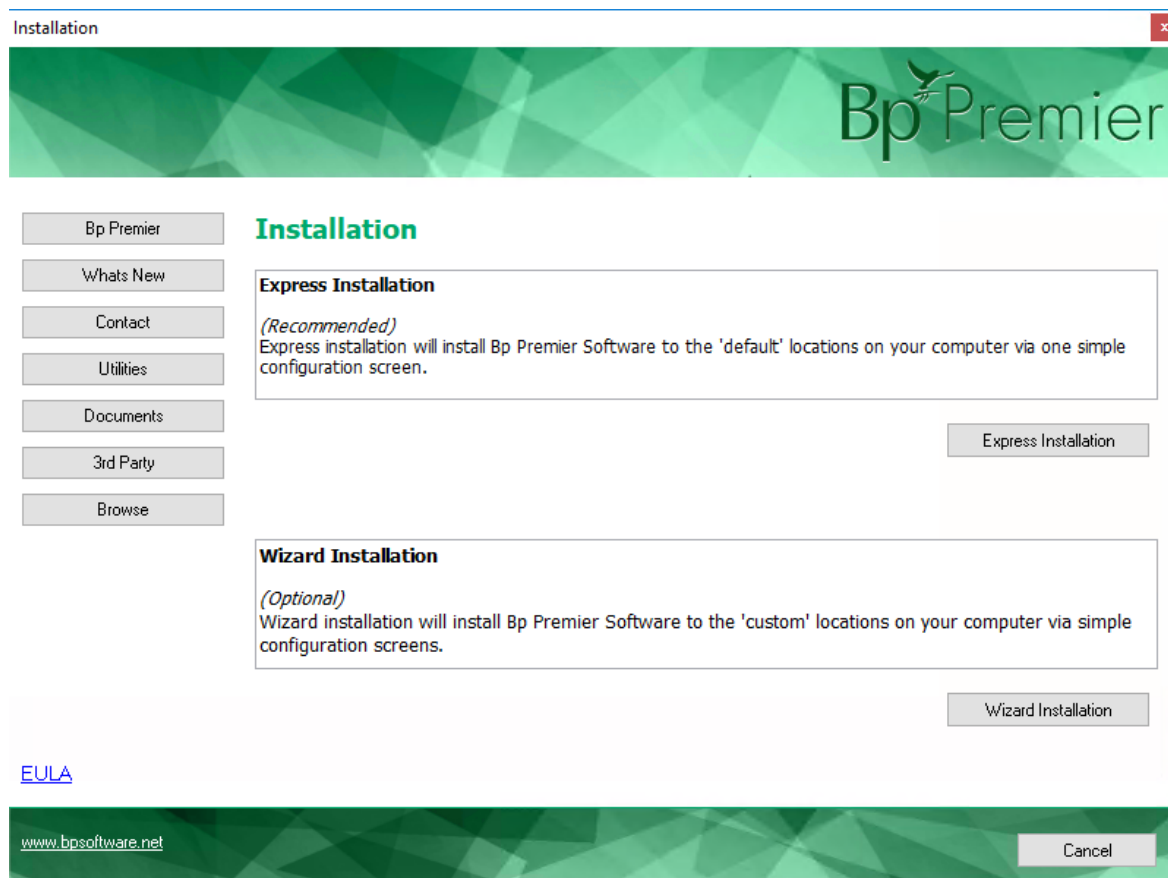 Installation
x
Bp Premier
Bp Premier
Whats New
Contact
Utilities
Documents
3rd Party
Browse
Installation
Express Installation
(Recommended)
Express installation will install Bp Premier Software to the 'default' locations on your computer via one simple
configuration screen.
Express Installation
Wizard Installation
(Optional)
Wizard installation will install Bp Premier Software to the 'custom' locations on your computer via simple
configuration screens.
Wizard Installation
EULA
www.bpsoftware.net
Cancel